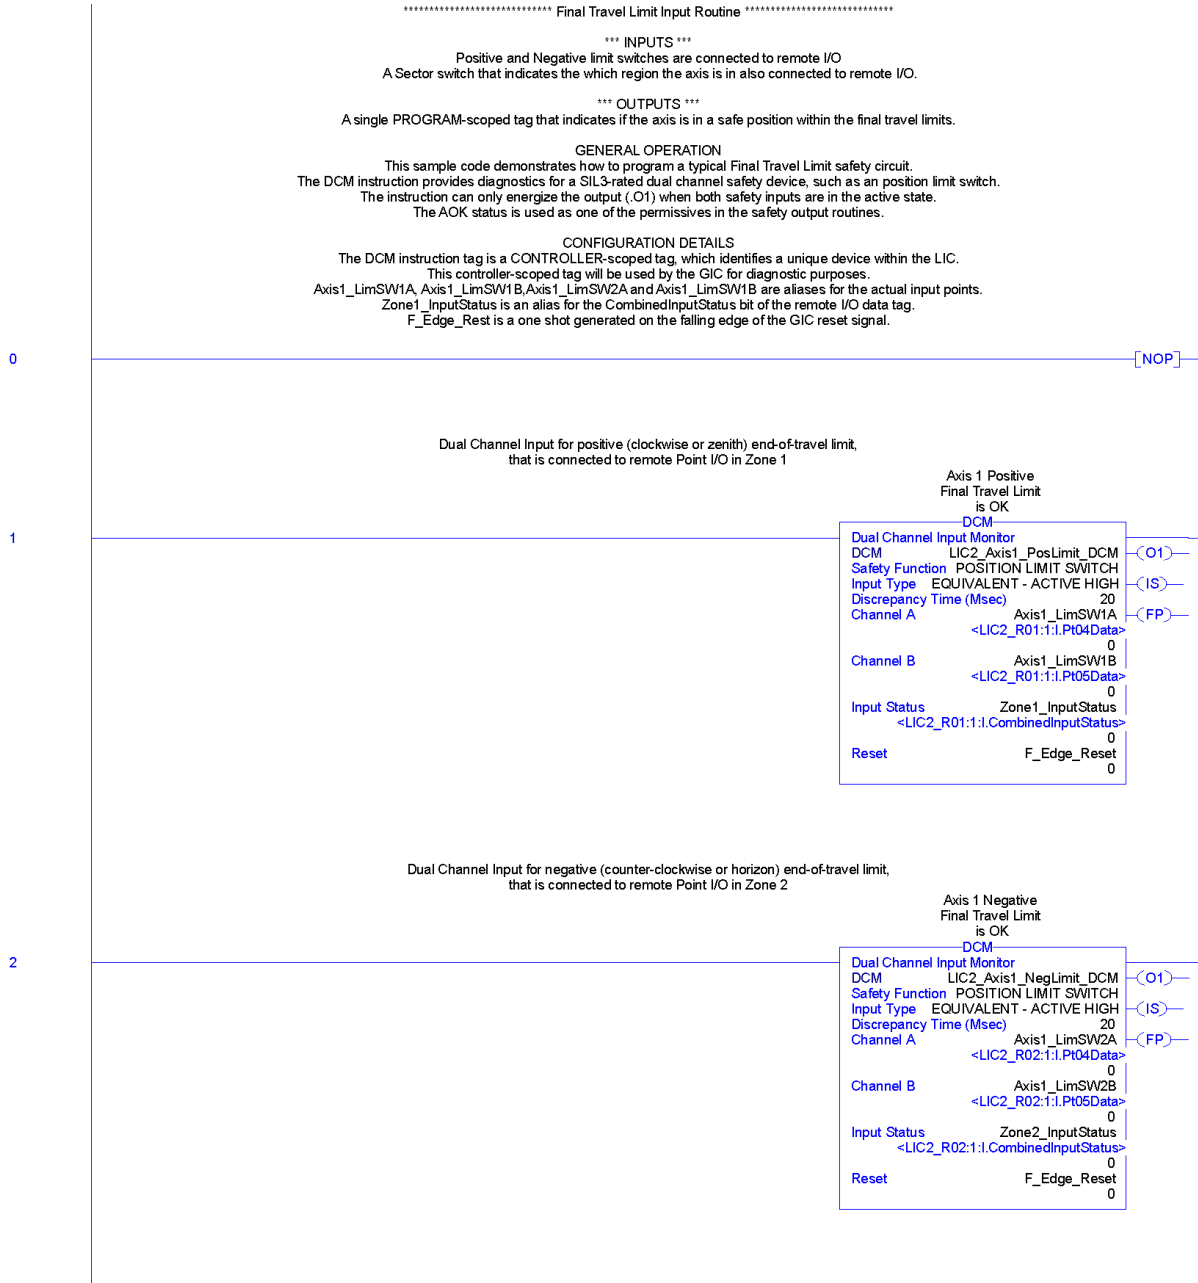 ***************************** Final Travel Limit Input Routine *****************************
*** INPUTS ***
Positive and Negative limit switches are connected to remote I/O
A Sector switch that indicates the which region the axis is in also connected to remote I/O.
*** OUTPUTS ***
A single PROGRAM-scoped tag that indicates if the axis is in a safe position within the final travel limits.
GENERAL OPERATION
This sample code demonstrates how to program a typical Final Travel Limit safety circuit.
The DCM instruction provides diagnostics for a SIL3-rated dual channel safety device, such as an position limit switch.
The instruction can only energize the output (.O1) when both safety inputs are in the active state.
The AOK status is used as one of the permissives in the safety output routines.
CONFIGURATION DETAILS
The DCM instruction tag is a CONTROLLER-scoped tag, which identifies a unique device within the LIC.
This controller-scoped tag will be used by the GIC for diagnostic purposes.
Axis1_LimSW1A, Axis1_LimSW1B,Axis1_LimSW2A and Axis1_LimSW1B are aliases for the actual input points.
Zone1_InputStatus is an alias for the CombinedInputStatus bit of the remote I/O data tag.
F_Edge_Rest is a one shot generated on the falling edge of the GIC reset signal.
0
NOP
Dual Channel Input for positive (clockwise or zenith) end-of-travel limit,
that is connected to remote Point I/O in Zone 1
Axis 1 Positive
Final Travel Limit
is OK
DCM
1
Dual Channel Input Monitor
DCM LIC2_Axis1_PosLimit_DCM O1
Safety Function POSITION LIMIT SWITCH
Input Type EQUIVALENT - ACTIVE HIGH IS
Discrepancy Time (Msec) 20
Channel A Axis1_LimSW1A FP
<LIC2_R01:1:I.Pt04Data>
0
Channel B Axis1_LimSW1B
<LIC2_R01:1:I.Pt05Data>
0
Input Status Zone1_InputStatus
<LIC2_R01:1:I.CombinedInputStatus>
0
Reset F_Edge_Reset
0
Dual Channel Input for negative (counter-clockwise or horizon) end-of-travel limit,
that is connected to remote Point I/O in Zone 2
Axis 1 Negative
Final Travel Limit
is OK
DCM
2
Dual Channel Input Monitor
DCM LIC2_Axis1_NegLimit_DCM O1
Safety Function POSITION LIMIT SWITCH
Input Type EQUIVALENT - ACTIVE HIGH IS
Discrepancy Time (Msec) 20
Channel A Axis1_LimSW2A FP
<LIC2_R02:1:I.Pt04Data>
0
Channel B Axis1_LimSW2B
<LIC2_R02:1:I.Pt05Data>
0
Input Status Zone2_InputStatus
<LIC2_R02:1:I.CombinedInputStatus>
0
Reset F_Edge_Reset
0